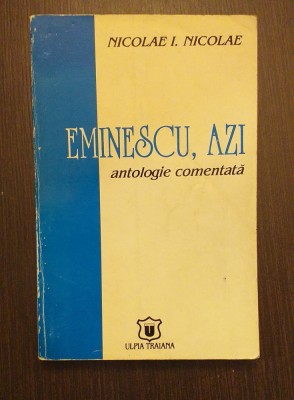 NICOLAE I. NICOLAE
EMINESCU, AZI
antologie comentată
U
ULPIA TRAIANA